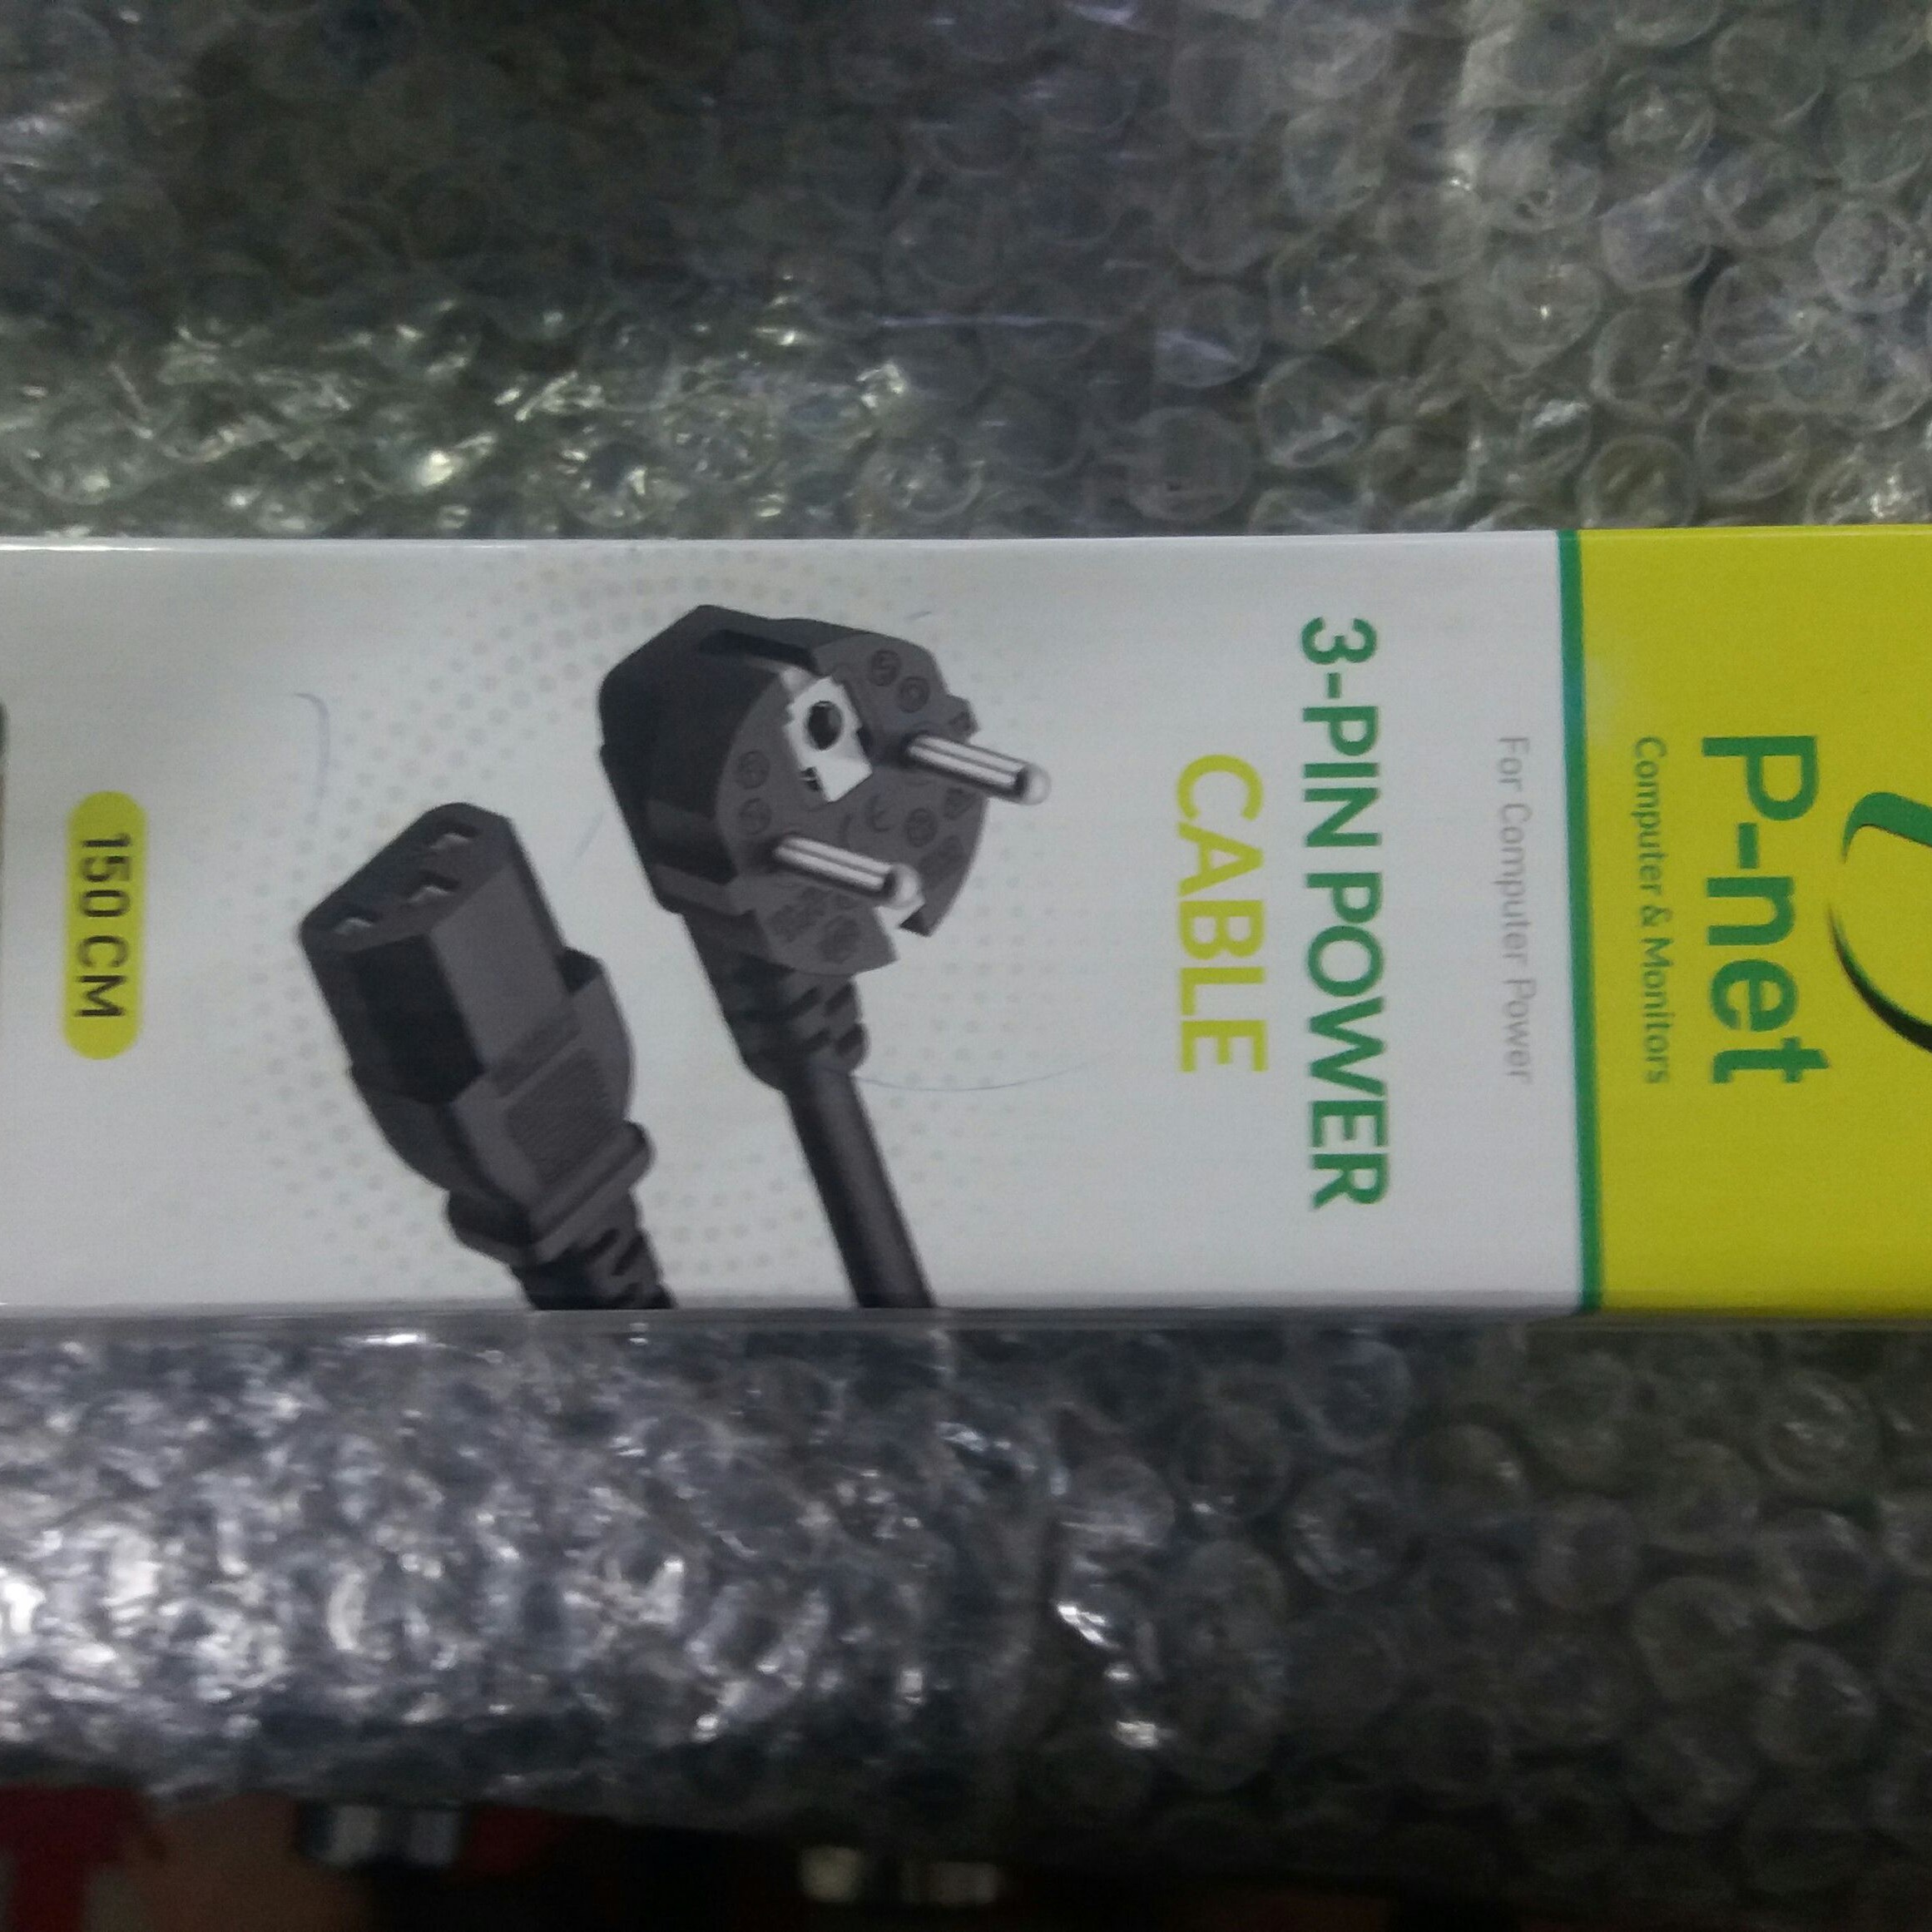 P-net
Computer & Monitors
For Computer Power
3-PIN POWER
CABLE
150 CM